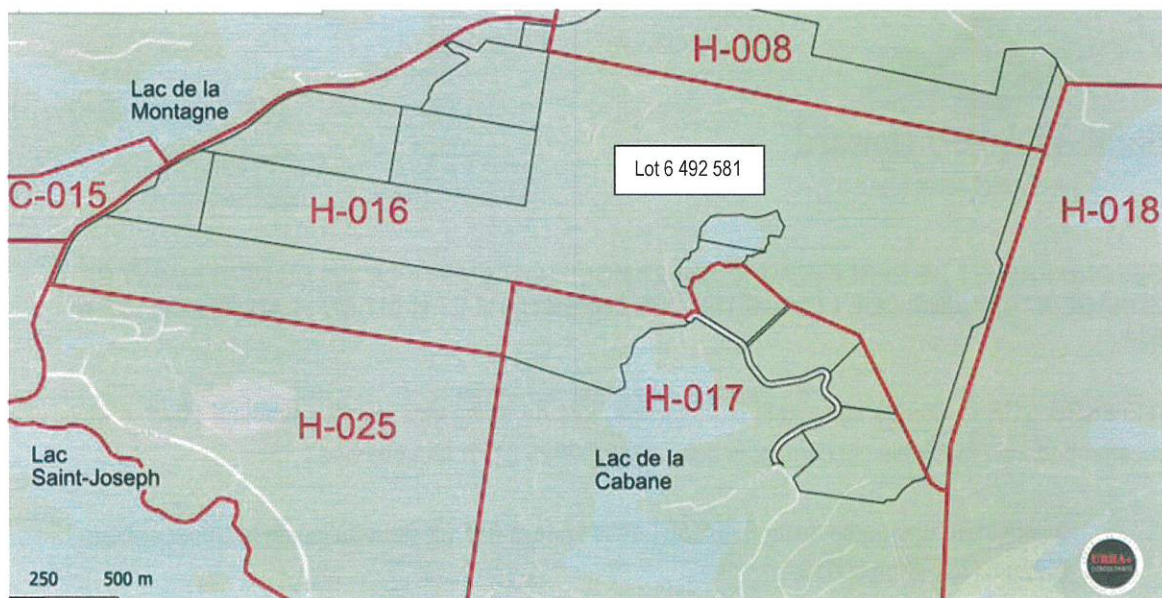 H-008
Lac de la
Montagne
Lot 6 492 581
C-015
H-016
H-018
H-017
H-025
Lac
Saint-Joseph
Lac de la
Cabane
250 500 m